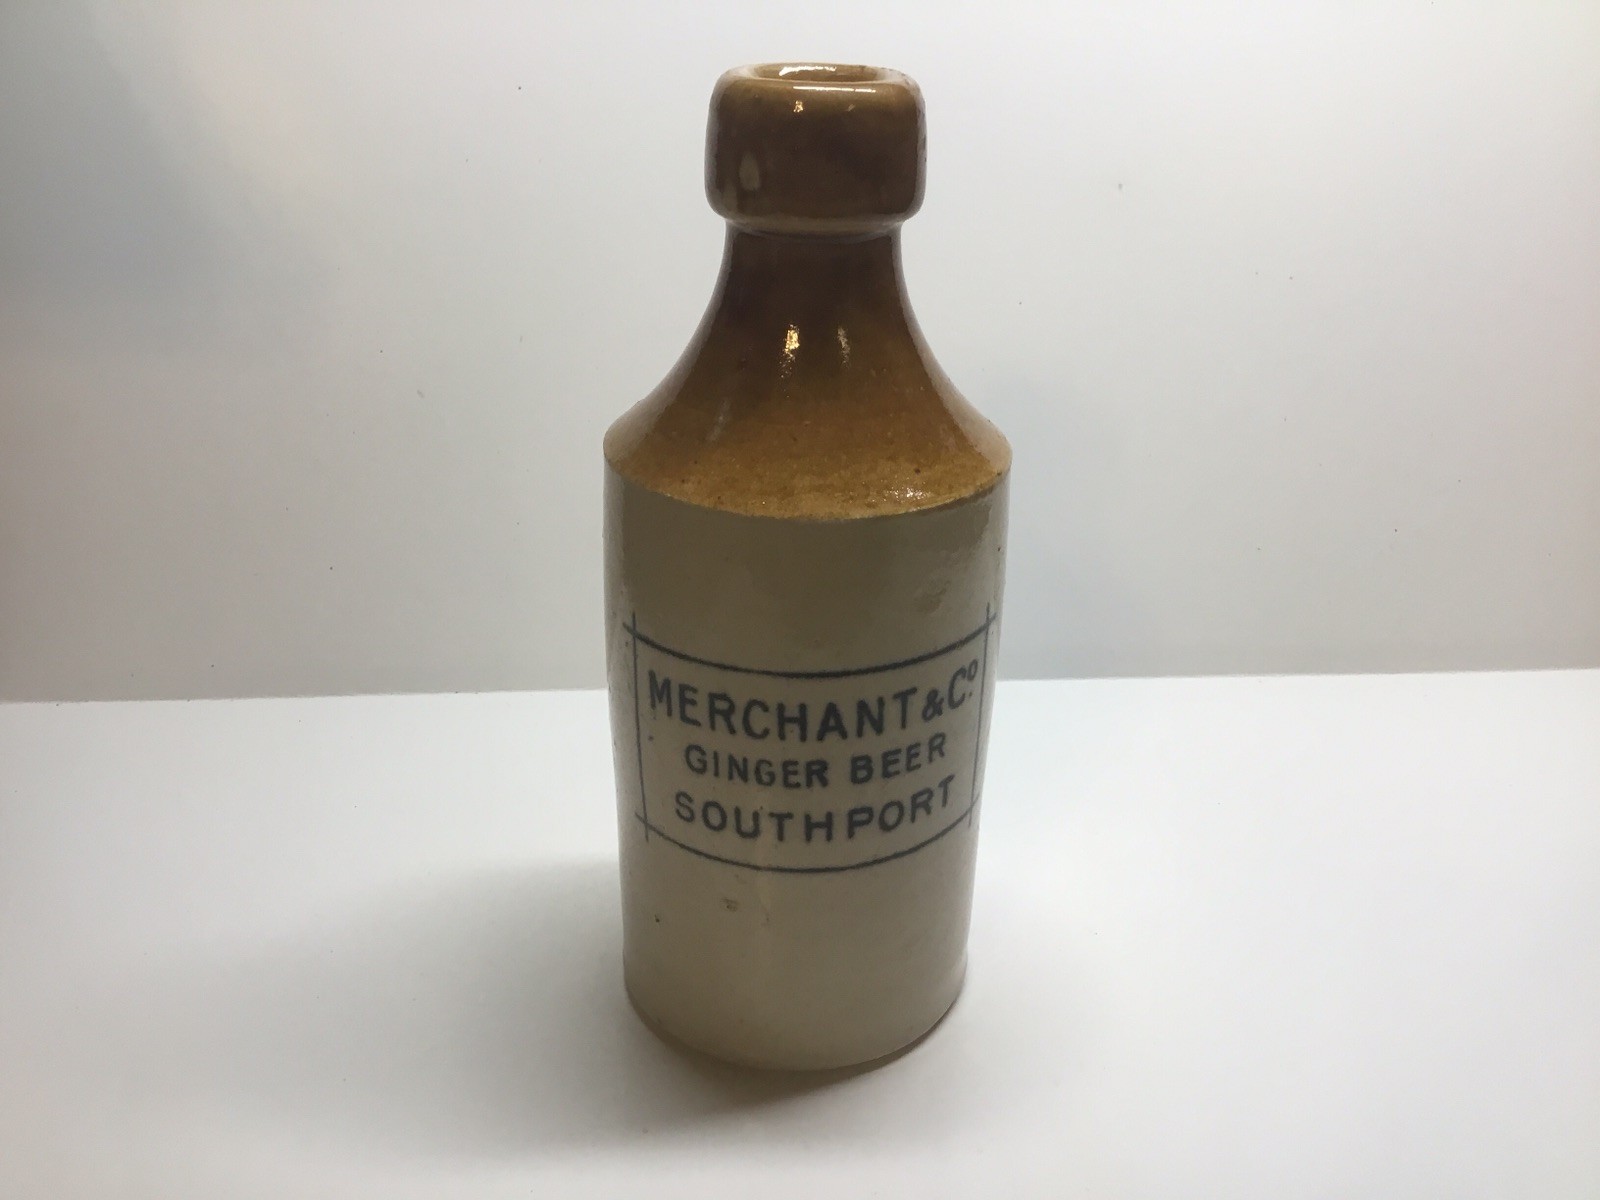 MERCHANT & Cº.
GINGER BEER
SOUTHPORT